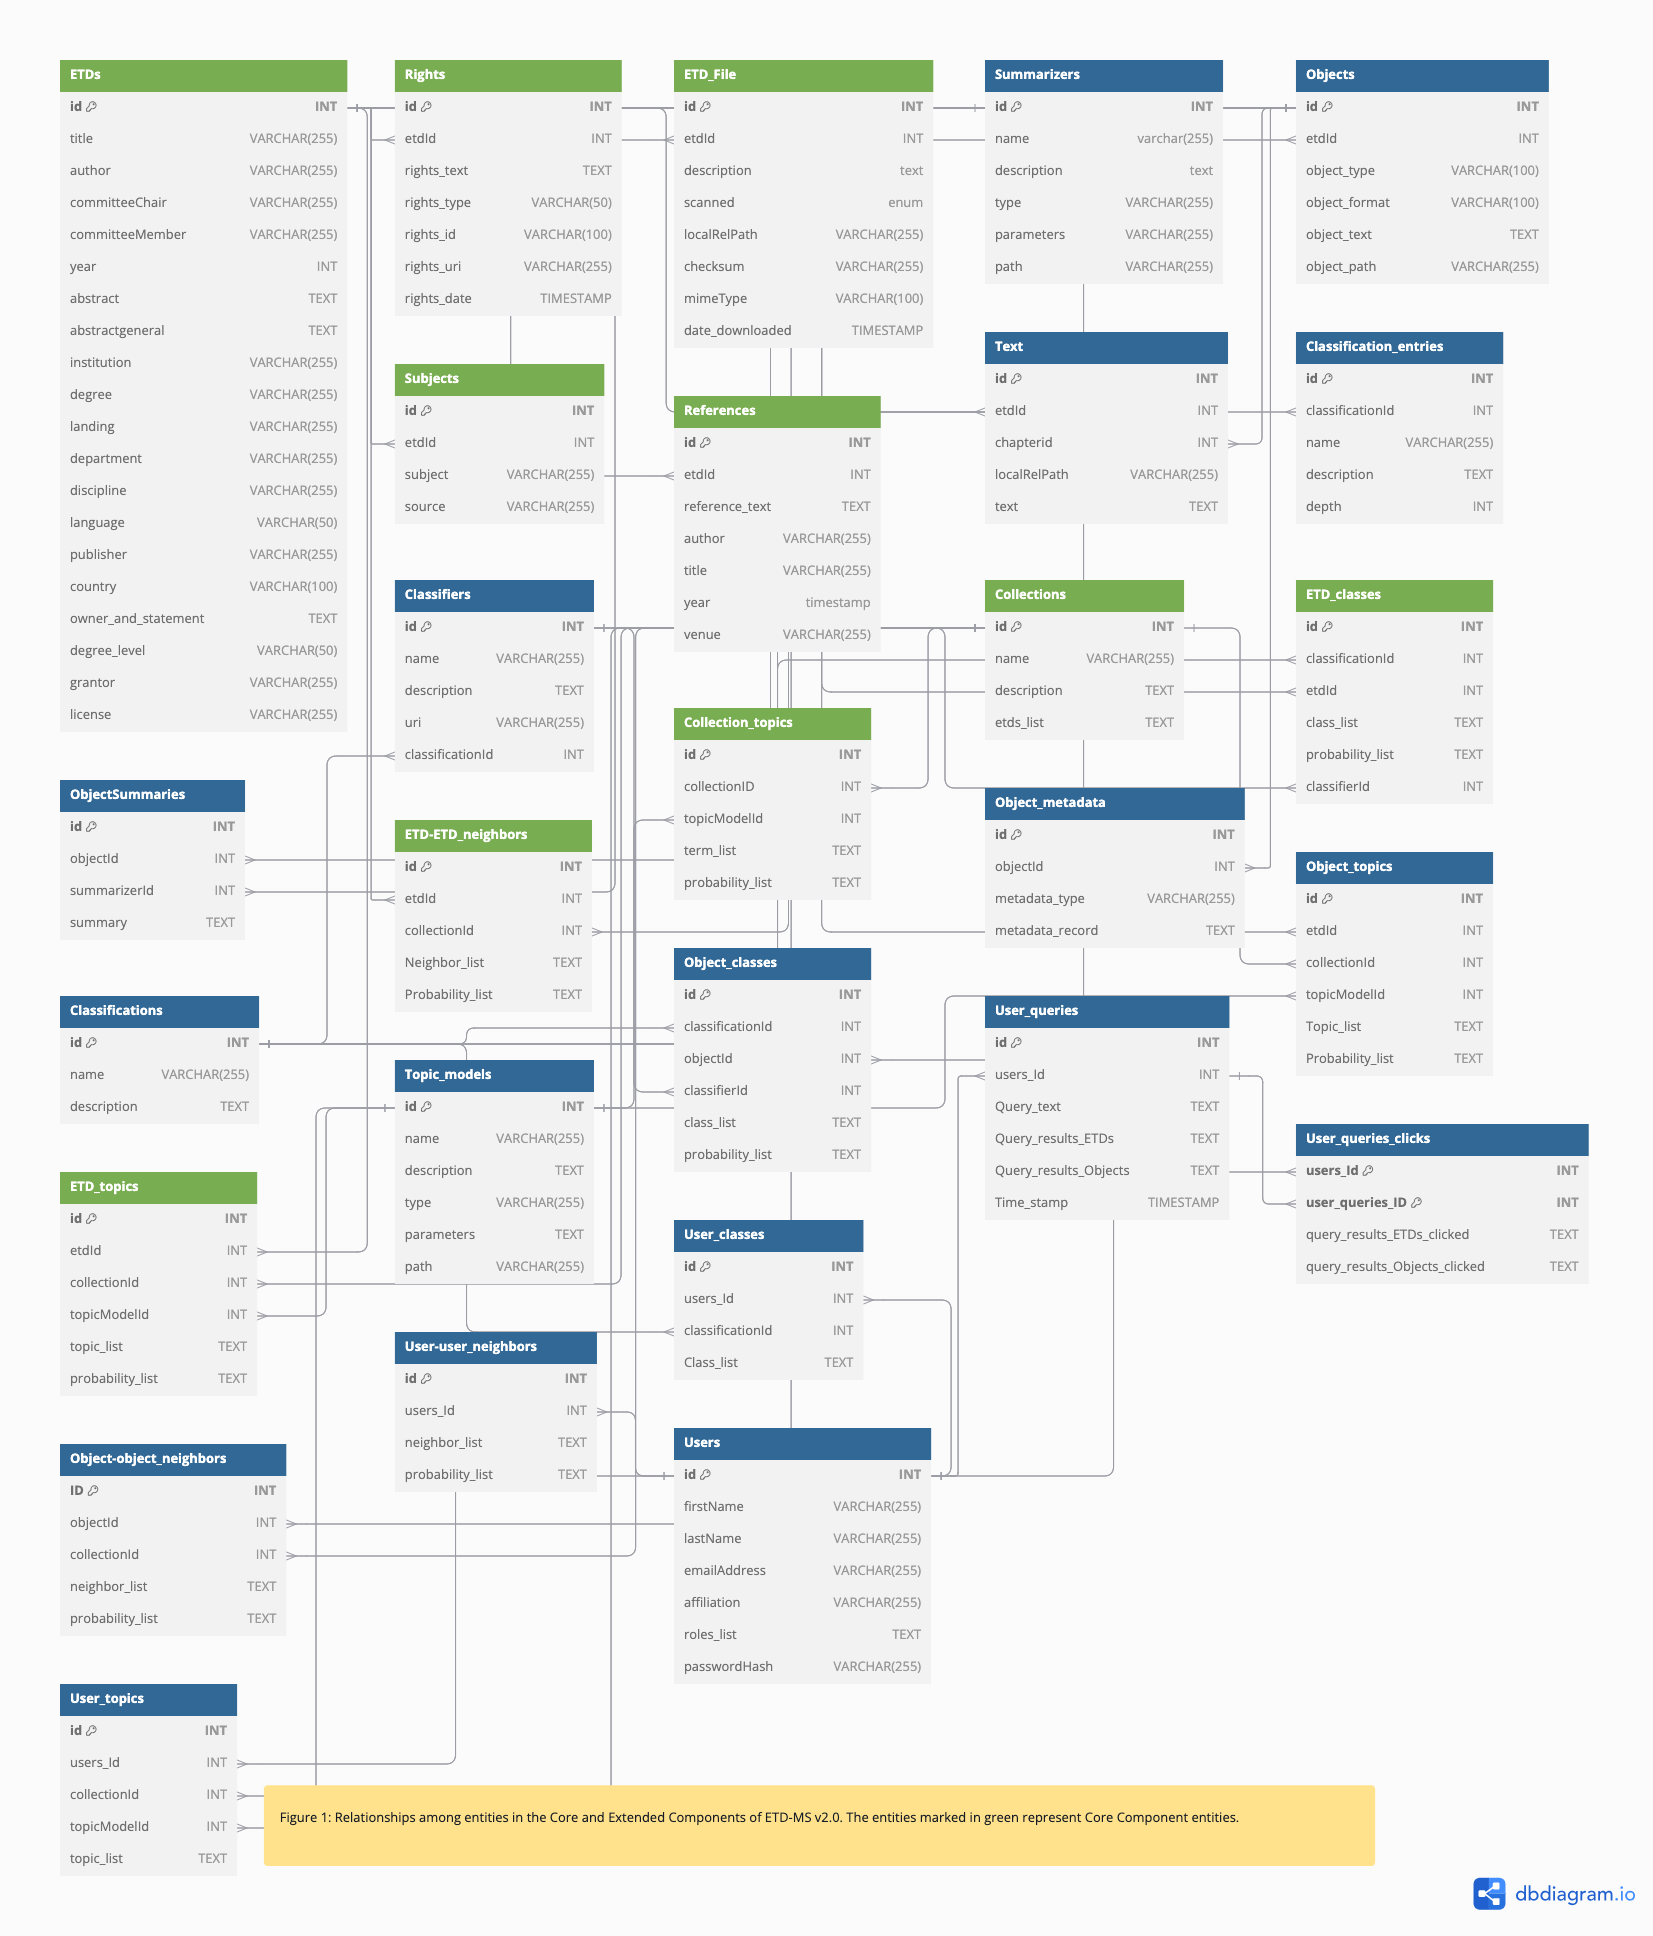 ETDs
id INT
title VARCHAR(255)
author VARCHAR(255)
committeeChair VARCHAR(255)
committeeMember VARCHAR(255)
year INT
abstract TEXT
abstractgeneral TEXT
institution VARCHAR(255)
degree VARCHAR(255)
landing VARCHAR(255)
department VARCHAR(255)
discipline VARCHAR(255)
language VARCHAR(50)
publisher VARCHAR(255)
country VARCHAR(100)
owner_and_statement TEXT
degree_level VARCHAR(50)
grantor VARCHAR(255)
license VARCHAR(255)
ObjectSummaries
id INT
objectId INT
summarizerId INT
summary TEXT
Classifications
id INT
name VARCHAR(255)
description TEXT
ETD_topics
id INT
etdId INT
collectionId INT
topicModelId INT
topic_list TEXT
probability_list TEXT
Object-object_neighbors
ID INT
objectId INT
collectionId INT
neighbor_list TEXT
probability_list TEXT
User_topics
id INT
users_Id INT
collectionId INT
topicModelId INT
topic_list TEXT
Rights
id INT
etdId INT
rights_text TEXT
rights_type VARCHAR(50)
rights_id VARCHAR(100)
rights_uri VARCHAR(255)
rights_date TIMESTAMP
Subjects
id INT
etdId INT
subject VARCHAR(255)
source VARCHAR(255)
Classifiers
id INT
name VARCHAR(255)
description TEXT
uri VARCHAR(255)
classificationId INT
ETD-ETD_neighbors
id INT
etdId INT
collectionId INT
Neighbor_list TEXT
Probability_list TEXT
Topic_models
id INT
name VARCHAR(255)
description TEXT
type VARCHAR(255)
parameters TEXT
path VARCHAR(255)
User-user_neighbors
id INT
users_Id INT
neighbor_list TEXT
probability_list TEXT
ETD_File
id INT
etdId INT
description text
scanned enum
localRelPath VARCHAR(255)
checksum VARCHAR(255)
mimeType VARCHAR(100)
date_downloaded TIMESTAMP
References
id INT
etdId INT
reference_text TEXT
author VARCHAR(255)
title VARCHAR(255)
year timestamp
venue VARCHAR(255)
Collection_topics
id INT
collectionID INT
topicModelId INT
term_list TEXT
probability_list TEXT
Object_classes
id INT
classificationId INT
objectId INT
classifierId INT
class_list TEXT
probability_list TEXT
User_classes
id INT
users_Id INT
classificationId INT
Class_list TEXT
Users
id INT
firstName VARCHAR(255)
lastName VARCHAR(255)
emailAddress VARCHAR(255)
affiliation VARCHAR(255)
roles_list TEXT
passwordHash VARCHAR(255)
Summarizers
id INT
name varchar(255)
description text
type VARCHAR(255)
parameters VARCHAR(255)
path VARCHAR(255)
Text
id INT
etdId INT
chapterid INT
localRelPath VARCHAR(255)
text TEXT
Collections
id INT
name VARCHAR(255)
description TEXT
etds_list TEXT
Object_metadata
id INT
objectId INT
metadata_type VARCHAR(255)
metadata_record TEXT
User_queries
id INT
users_Id INT
Query_text TEXT
Query_results_ETDs TEXT
Query_results_Objects TEXT
Time_stamp TIMESTAMP
Objects
id INT
etdId INT
object_type VARCHAR(100)
object_format VARCHAR(100)
object_text TEXT
object_path VARCHAR(255)
Classification_entries
id INT
classificationId INT
name VARCHAR(255)
description TEXT
depth INT
ETD_classes
id INT
classificationId INT
etdId INT
class_list TEXT
probability_list TEXT
classifierId INT
Object_topics
id INT
etdId INT
collectionId INT
topicModelId INT
Topic_list TEXT
Probability_list TEXT
User_queries_clicks
users_Id INT
user_queries_ID INT
query_results_ETDs_clicked TEXT
query_results_Objects_clicked TEXT
Figure 1: Relationships among entities in the Core and Extended Components of ETD-MS v2.0. The entities marked in green represent Core Component entities.
dbdiagram.io